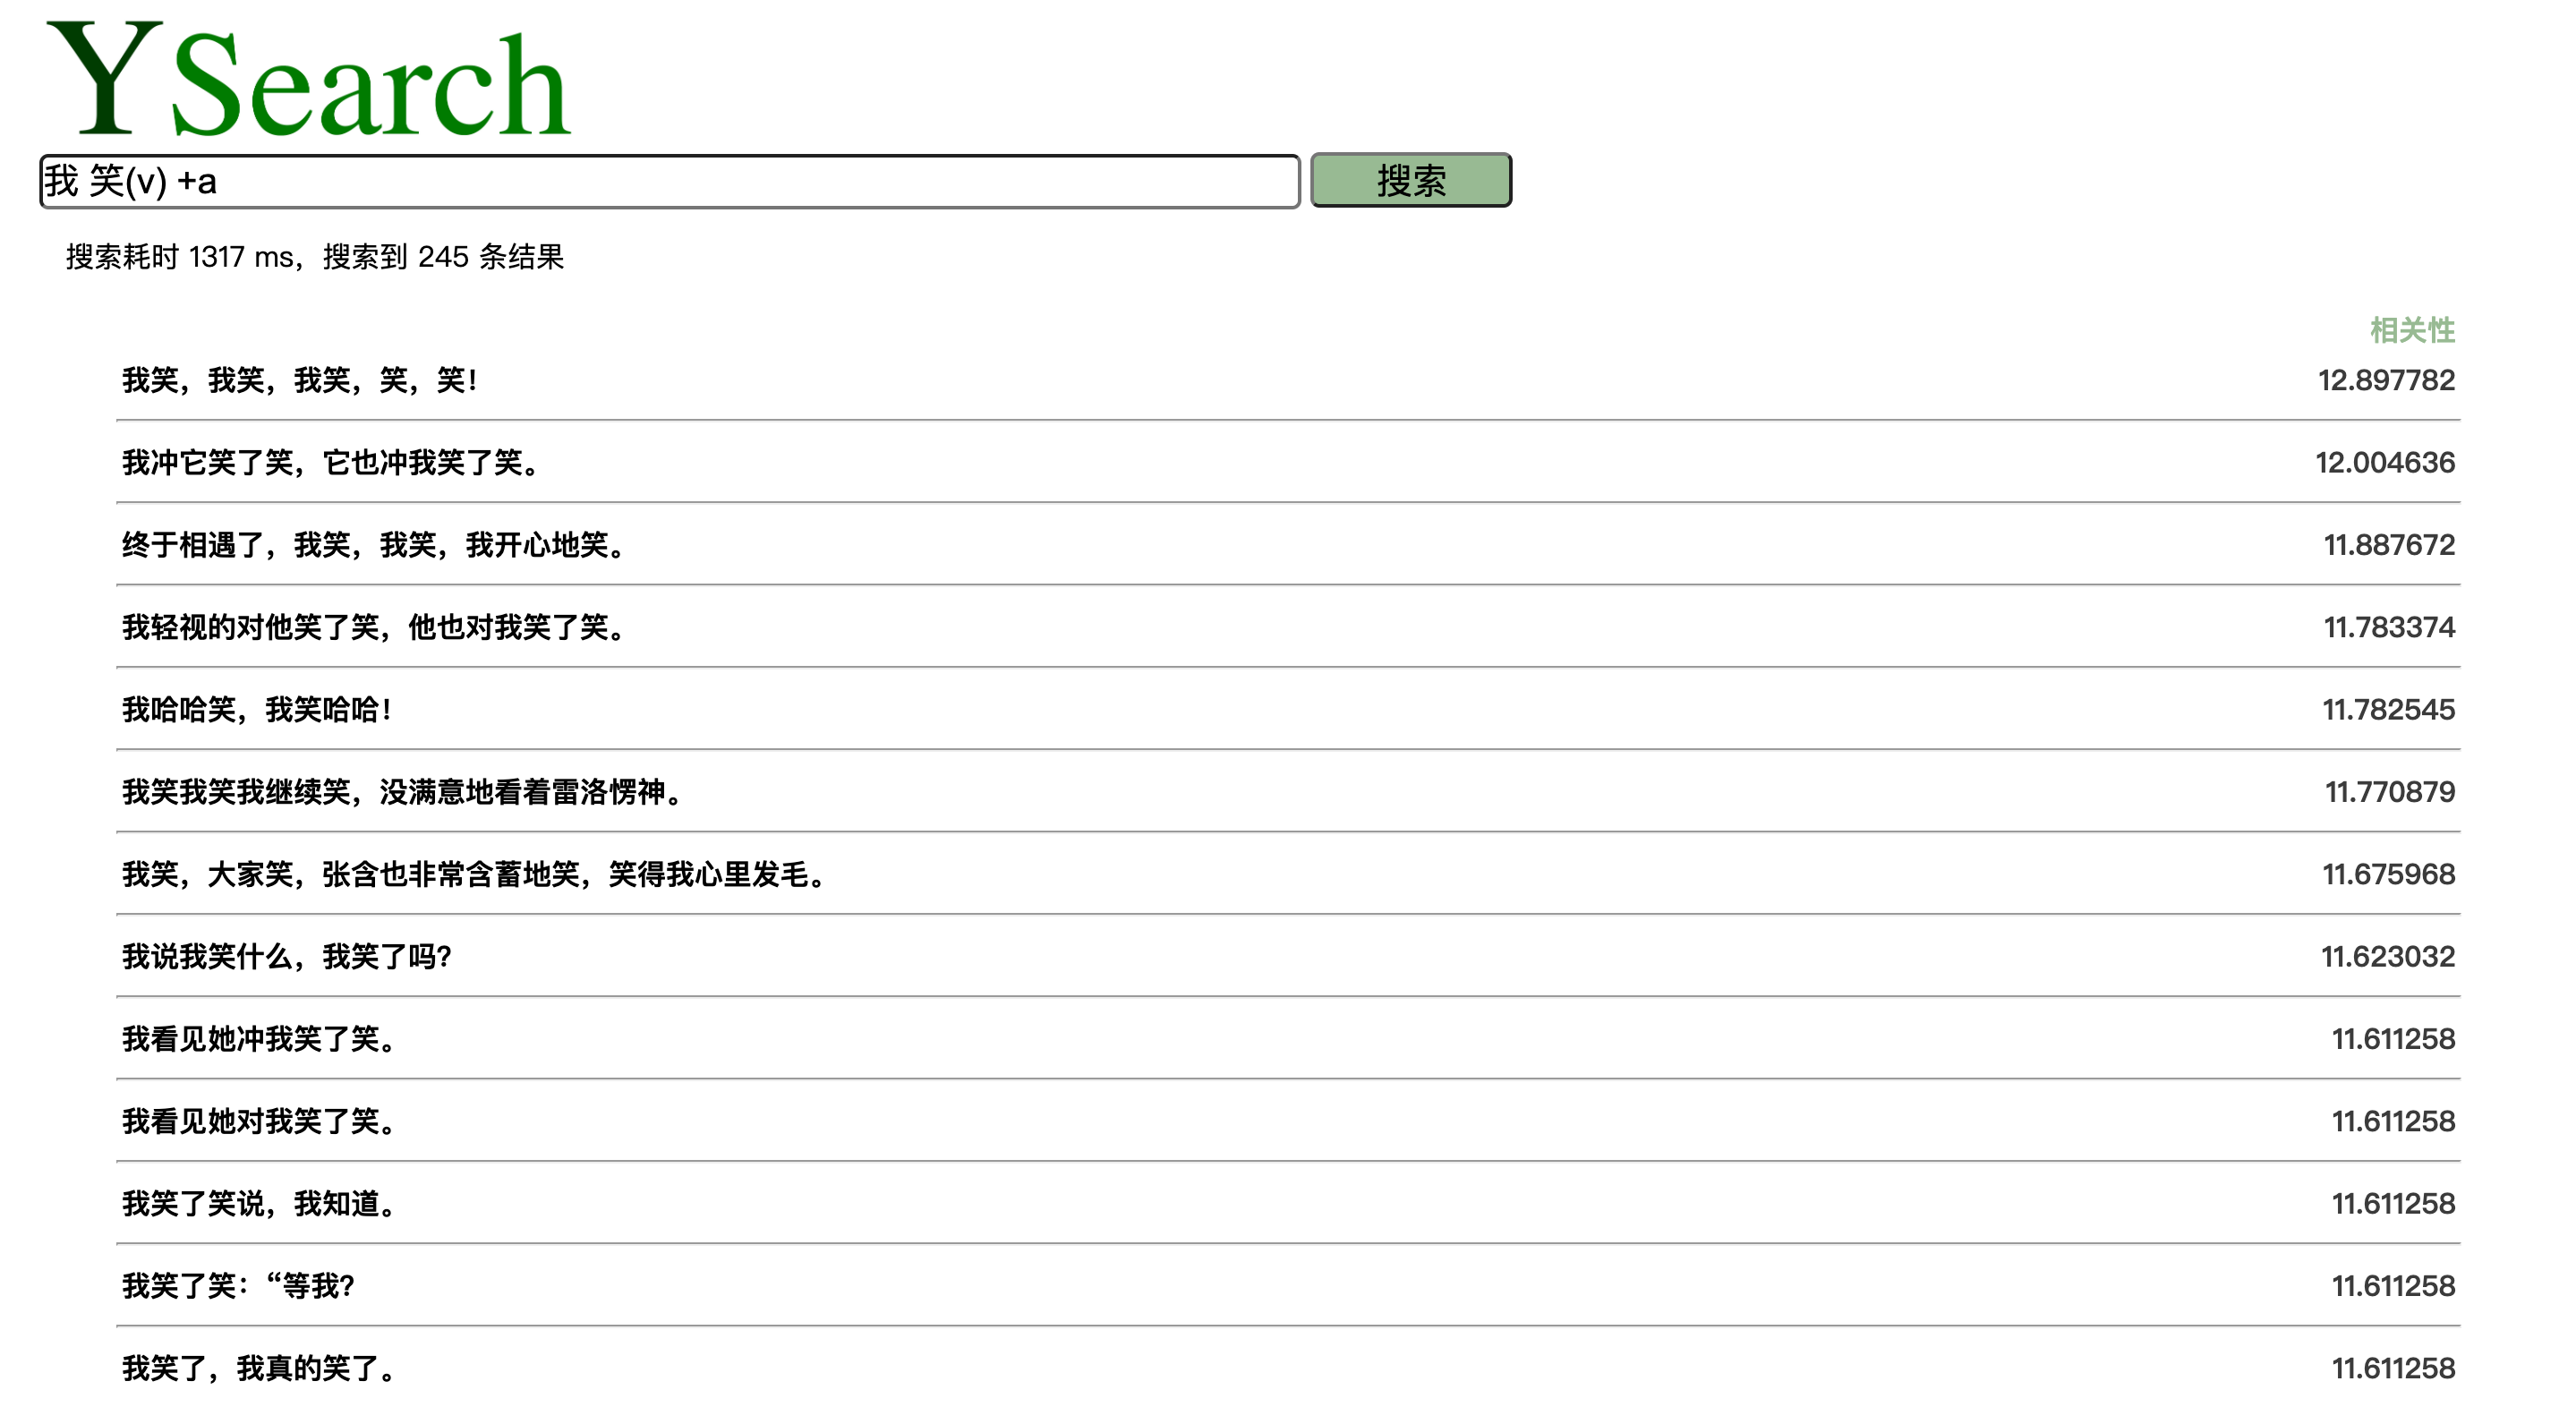 YSearch
我 笑(v) +a 搜索
搜索耗时 1317 ms，搜索到 245 条结果
相关性
我笑，我笑，我笑，笑，笑！ 12.897782
我冲它笑了笑，它也冲我笑了笑。 12.004636
终于相遇了，我笑，我笑，我开心地笑。 11.887672
我轻视的对他笑了笑，他也对我笑了笑。 11.783374
我哈哈笑，我笑哈哈！ 11.782545
我笑我笑我继续笑，没满意地看着雷洛愣神。 11.770879
我笑，大家笑，张含也非常含蓄地笑，笑得我心里发毛。 11.675968
我说我笑什么，我笑了吗？ 11.623032
我看见她冲我笑了笑。 11.611258
我看见她对我笑了笑。 11.611258
我笑了笑说，我知道。 11.611258
我笑了笑：“等我？ 11.611258
我笑了，我真的笑了。 11.611258